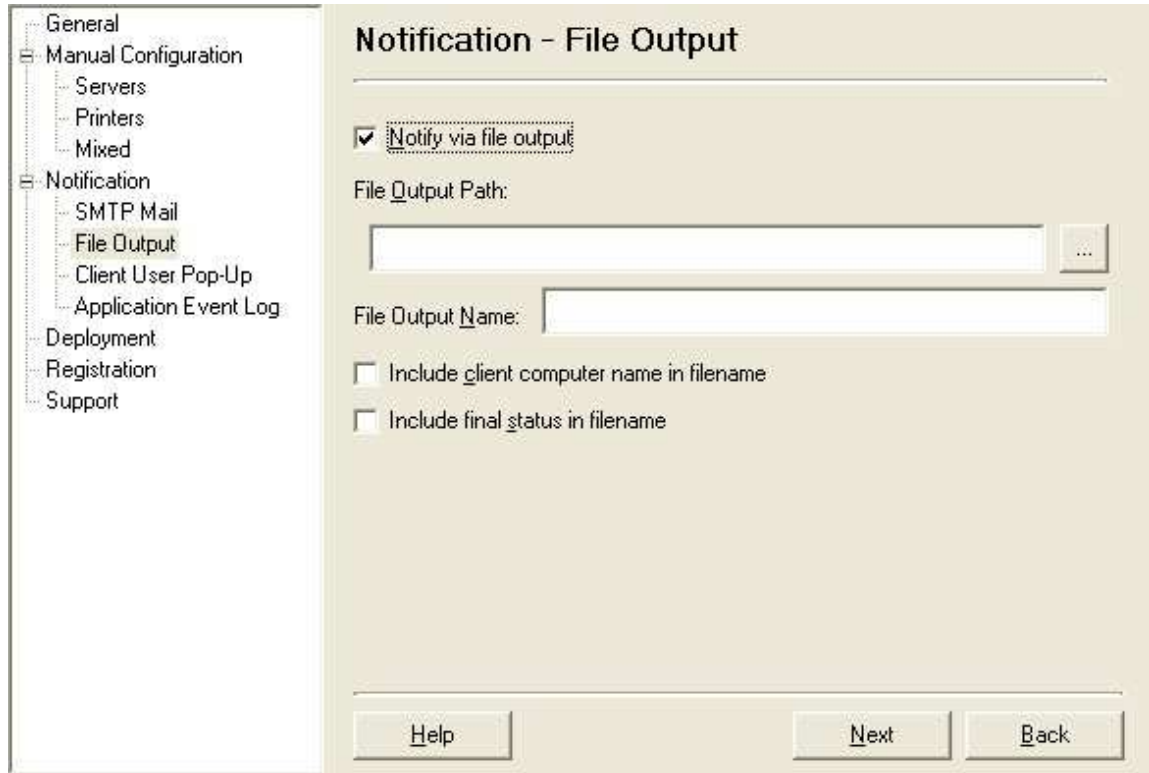 General
Manual Configuration
Servers
Printers
Mixed
Notification
SMTP Mail
File Output
Client User Pop-Up
Application Event Log
Deployment
Registration
Support
Notification - File Output
Notify via file output
File Output Path:
...
File Output Name:
Include client computer name in filename
Include final status in filename
Help
Next
Back